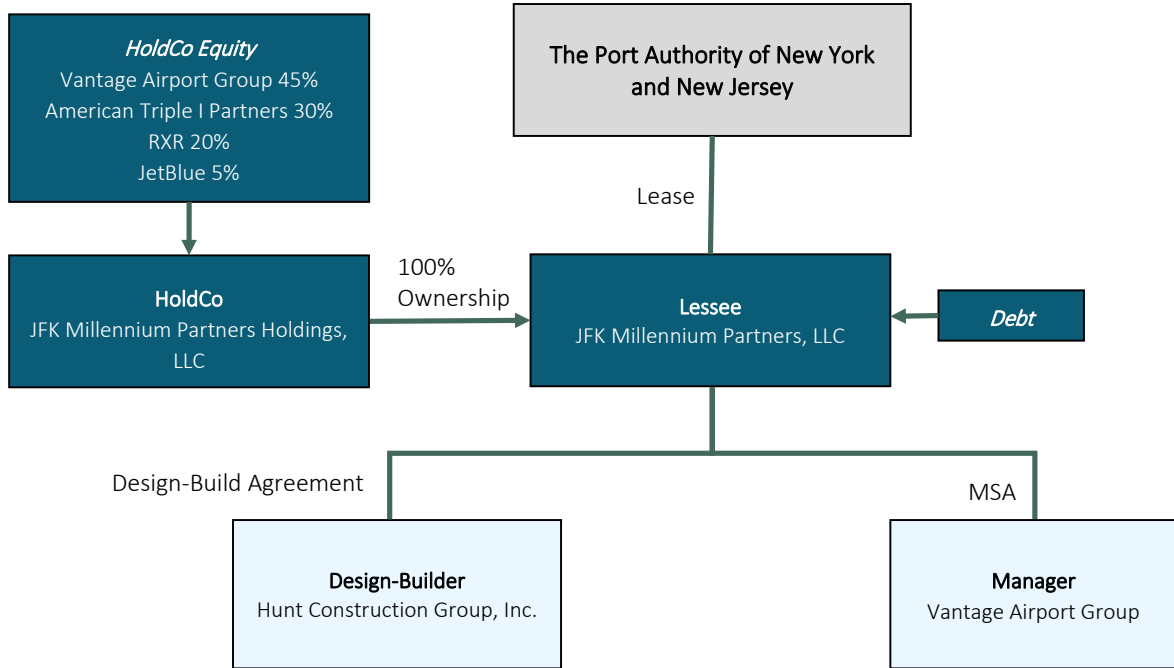 HoldCo Equity
Vantage Airport Group 45%
American Triple I Partners 30%
RXR 20%
JetBlue 5%
The Port Authority of New York
and New Jersey
Lease
HoldCo
JFK Millennium Partners Holdings,
LLC
100%
Ownership
Lessee
JFK Millennium Partners, LLC
Debt
Design-Build Agreement
MSA
Design-Builder
Hunt Construction Group, Inc.
Manager
Vantage Airport Group